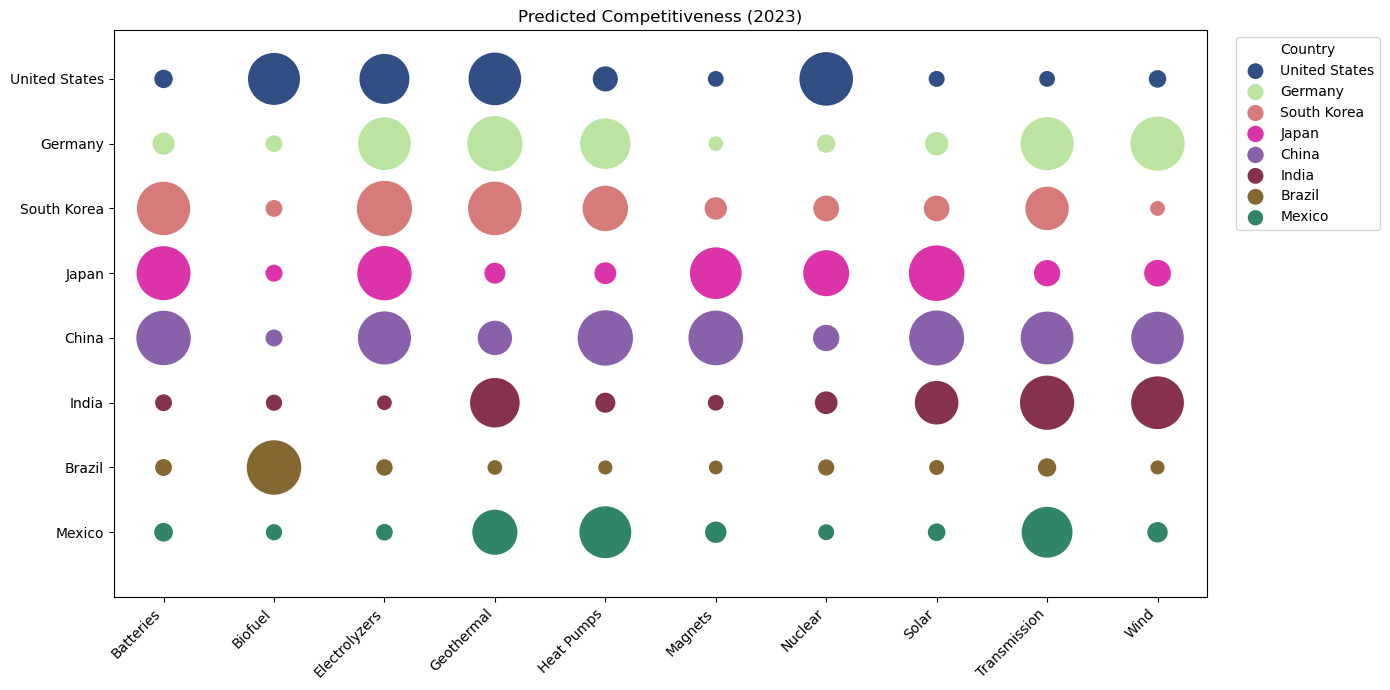 Predicted Competitiveness (2023)
United States
Germany
South Korea
Japan
China
India
Brazil
Mexico
Batteries
Biofuel
Electrolyzers
Geothermal
Heat Pumps
Magnets
Nuclear
Solar
Transmission
Wind
Country
United States
Germany
South Korea
Japan
China
India
Brazil
Mexico